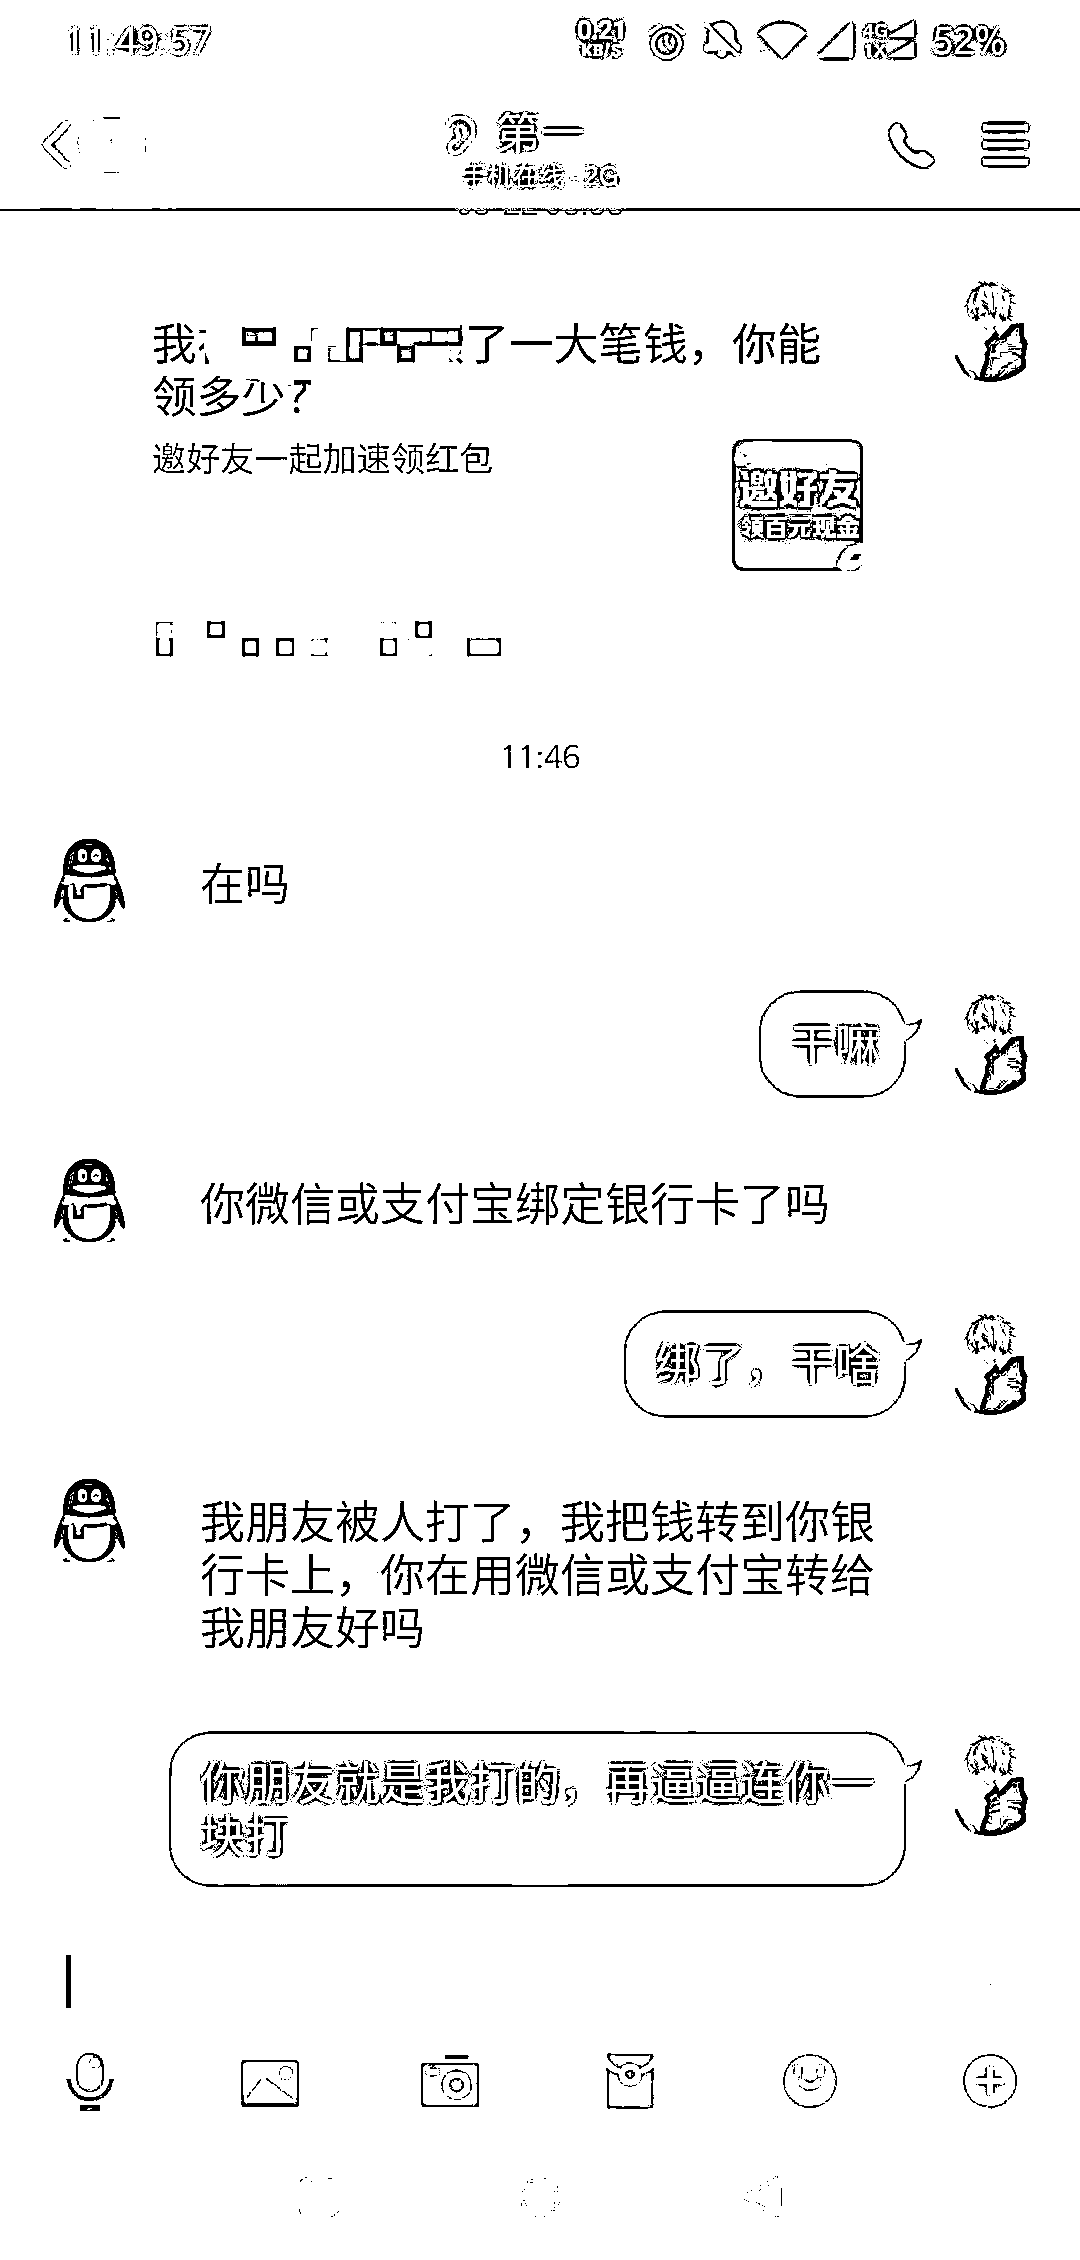 11:49:57
0.21 KB/S 4G 1X 52%
第一
手机在线 - 2G
我 了一大笔钱，你能
领多少？
邀好友一起加速领红包
邀好友
领百元现金
11:46
在吗
干嘛
你微信或支付宝绑定银行卡了吗
绑了，干啥
我朋友被人打了，我把钱转到你银
行卡上，你在用微信或支付宝转给
我朋友好吗
你朋友就是我打的，再逼逼连你一
块打